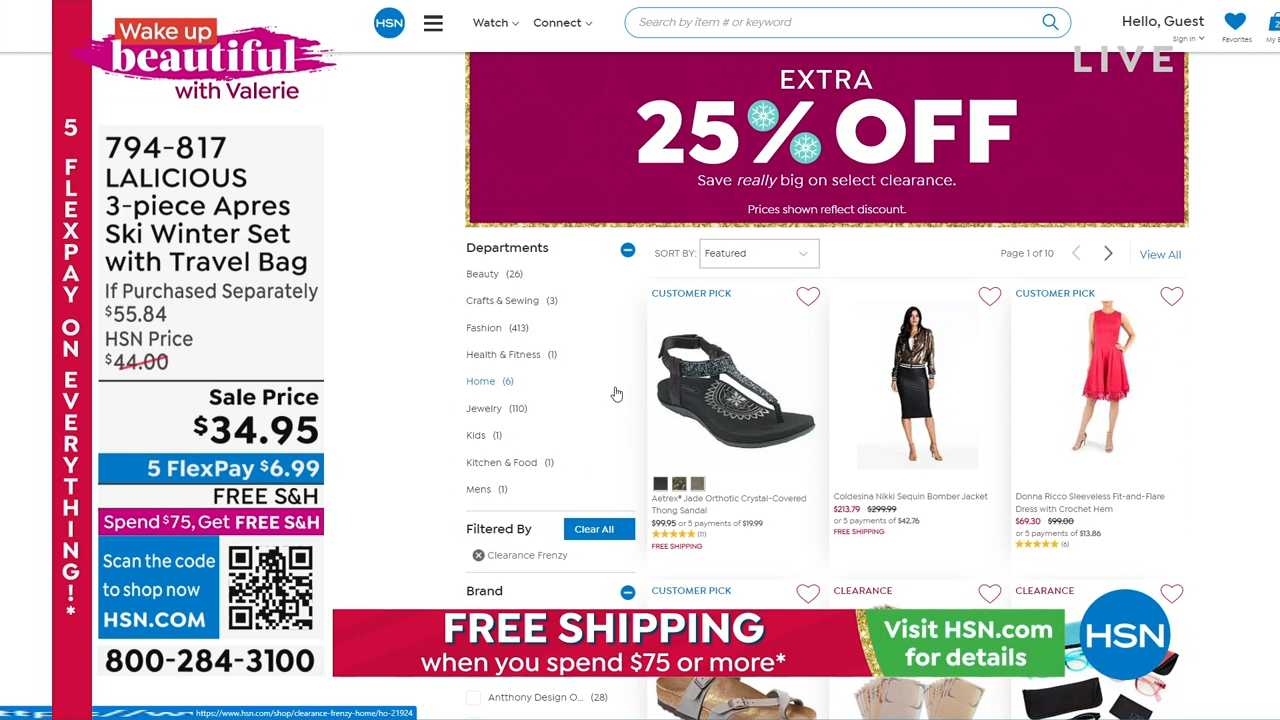 Wake up
beautiful
with Valerie
5 FLEXPAY ON EVERYTHING!*
794-817
LALICIOUS
3-piece Apres
Ski Winter Set
with Travel Bag
If Purchased Separately
$55.84
HSN Price
$44.00
Sale Price
$34.95
5 FlexPay $6.99
FREE S&H
Spend $75, Get FREE S&H
Scan the code
to shop now
HSN.COM
800-284-3100
HSN
Watch
Connect
Search by item # or keyword
Hello, Guest
Sign In
Favorites
LIVE
EXTRA
25% OFF
Save really big on select clearance.
Prices shown reflect discount.
Departments
Beauty (26)
Crafts & Sewing (3)
Fashion (413)
Health & Fitness (1)
Home (6)
Jewelry (110)
Kids (1)
Kitchen & Food (1)
Mens (1)
Filtered By
Clear All
Clearance Frenzy
Brand
Antthony Design O... (28)
SORT BY: Featured
Page 1 of 10
View All
CUSTOMER PICK
Aetrex® Jade Orthotic Crystal-Covered
Thong Sandal
$99.95 or 5 payments of $19.99
(11)
FREE SHIPPING
Coldesina Nikki Sequin Bomber Jacket
$213.79 $299.99
or 5 payments of $42.76
FREE SHIPPING
CUSTOMER PICK
Donna Ricco Sleeveless Fit-and-Flare
Dress with Crochet Hem
$69.30 $99.00
or 5 payments of $13.86
(6)
CUSTOMER PICK
CLEARANCE
CLEARANCE
FREE SHIPPING
when you spend $75 or more*
Visit HSN.com
for details
HSN
https://www.hsn.com/shop/clearance-frenzy-home/ho-21924